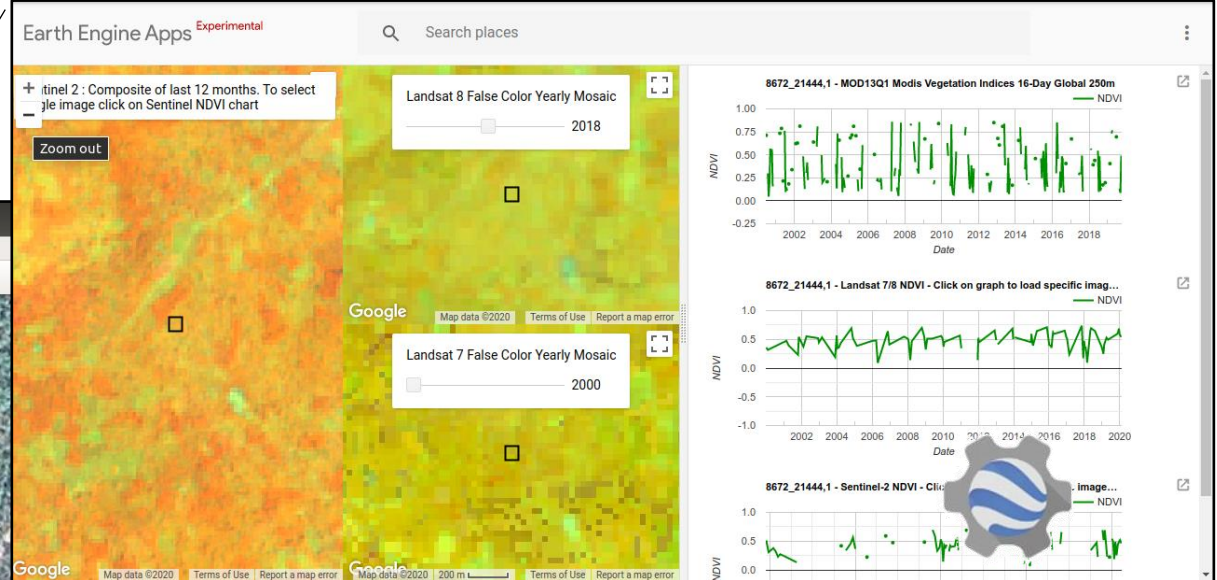 Earth Engine Apps Experimental
Search places
tinel 2 : Composite of last 12 months. To select
gle image click on Sentinel NDVI chart
+
−
Zoom out
Google
Map data ©2020 Terms of Use Report a map error
Landsat 8 False Color Yearly Mosaic
2018
Google
Map data ©2020 Terms of Use Report a map error
Landsat 7 False Color Yearly Mosaic
2000
Google
Map data ©2020 200 m Terms of Use Report a map error
8672_21444,1 - MOD13Q1 Modis Vegetation Indices 16-Day Global 250m
NDVI
1.00
0.75
0.50
0.25
0.00
-0.25
NDVI
2002 2004 2006 2008 2010 2012 2014 2016 2018
Date
8672_21444,1 - Landsat 7/8 NDVI - Click on graph to load specific imag...
NDVI
1.0
0.5
0.0
-0.5
-1.0
NDVI
2002 2004 2006 2008 2010 2014 2016 2018 2020
Date
8672_21444,1 - Sentinel-2 NDVI - image...
NDVI
1.0
0.5
0.0
NDVI